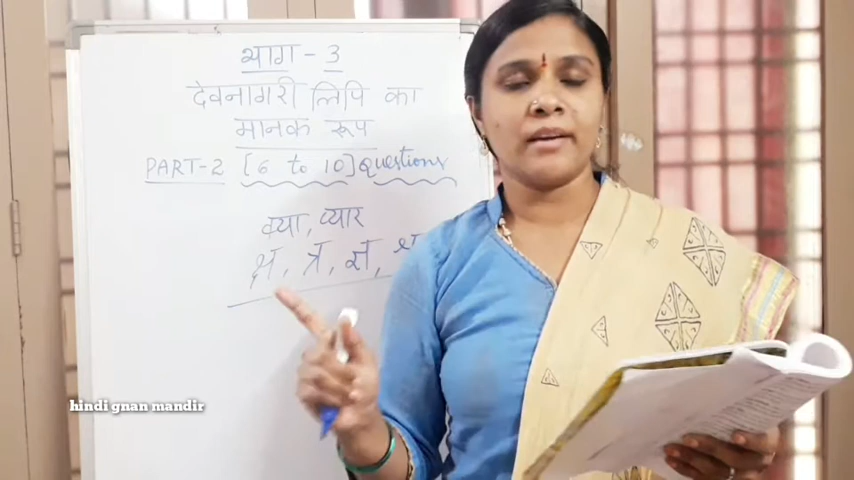 भाग - 3
देवनागरी लिपि का
मानक रूप
PART-2 [6 to 10] questions
क्या, प्यार
क्ष, त्र, ज्ञ, श्र
hindi gnan mandir